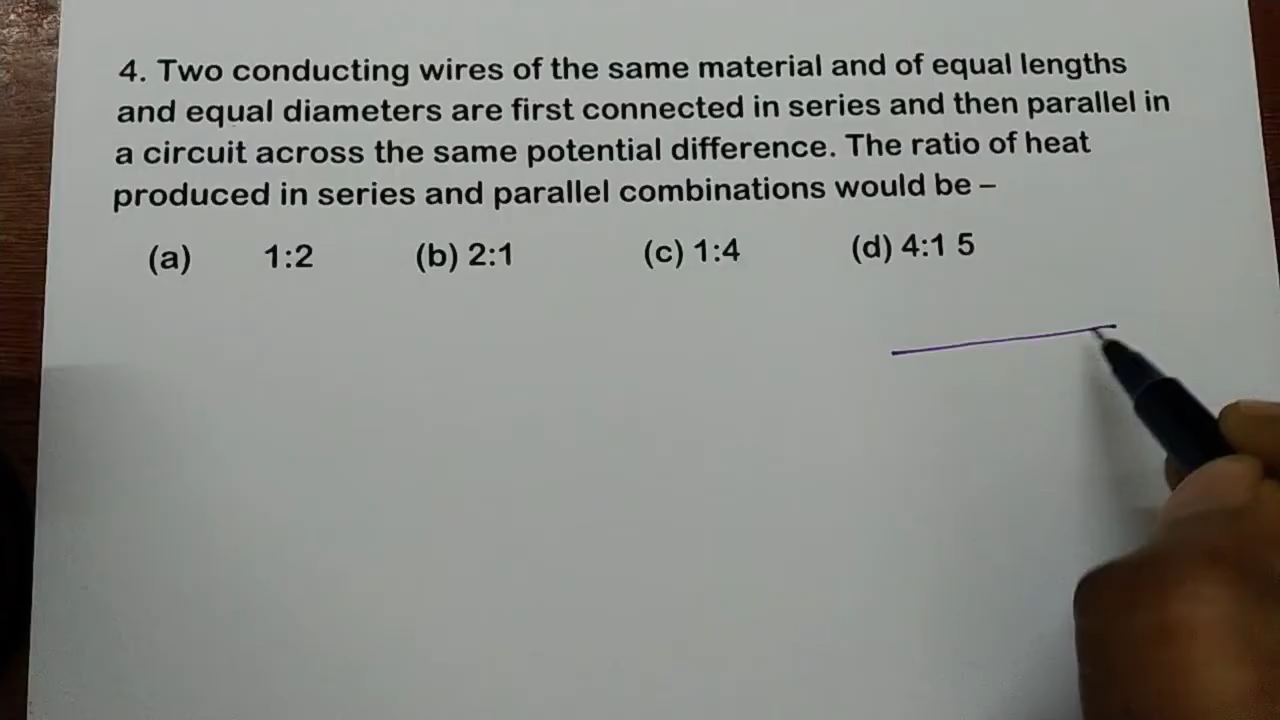 4. Two conducting wires of the same material and of equal lengths
and equal diameters are first connected in series and then parallel in
a circuit across the same potential difference. The ratio of heat
produced in series and parallel combinations would be –
(a) 1:2 (b) 2:1 (c) 1:4 (d) 4:1 5